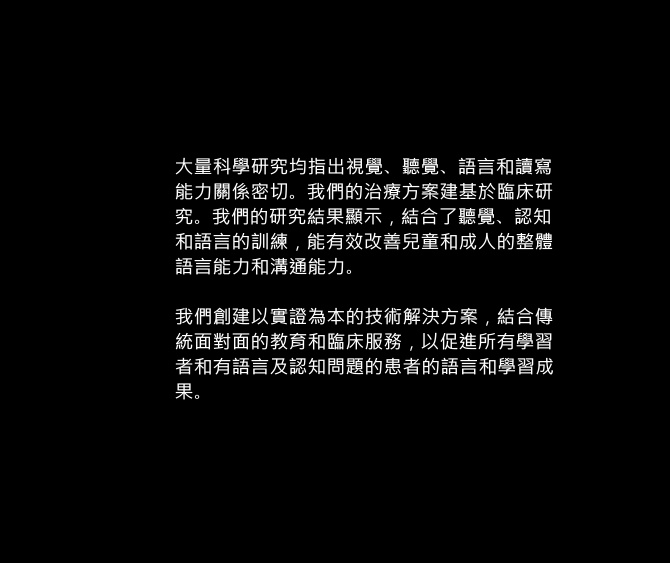 大量科學研究均指出視覺、聽覺、語言和讀寫
能力關係密切。我們的治療方案建基於臨床研
究。我們的研究結果顯示，結合了聽覺、認知
和語言的訓練，能有效改善兒童和成人的整體
語言能力和溝通能力。
我們創建以實證為本的技術解決方案，結合傳
統面對面的教育和臨床服務，以促進所有學習
者和有語言及認知問題的患者的語言和學習成
果。